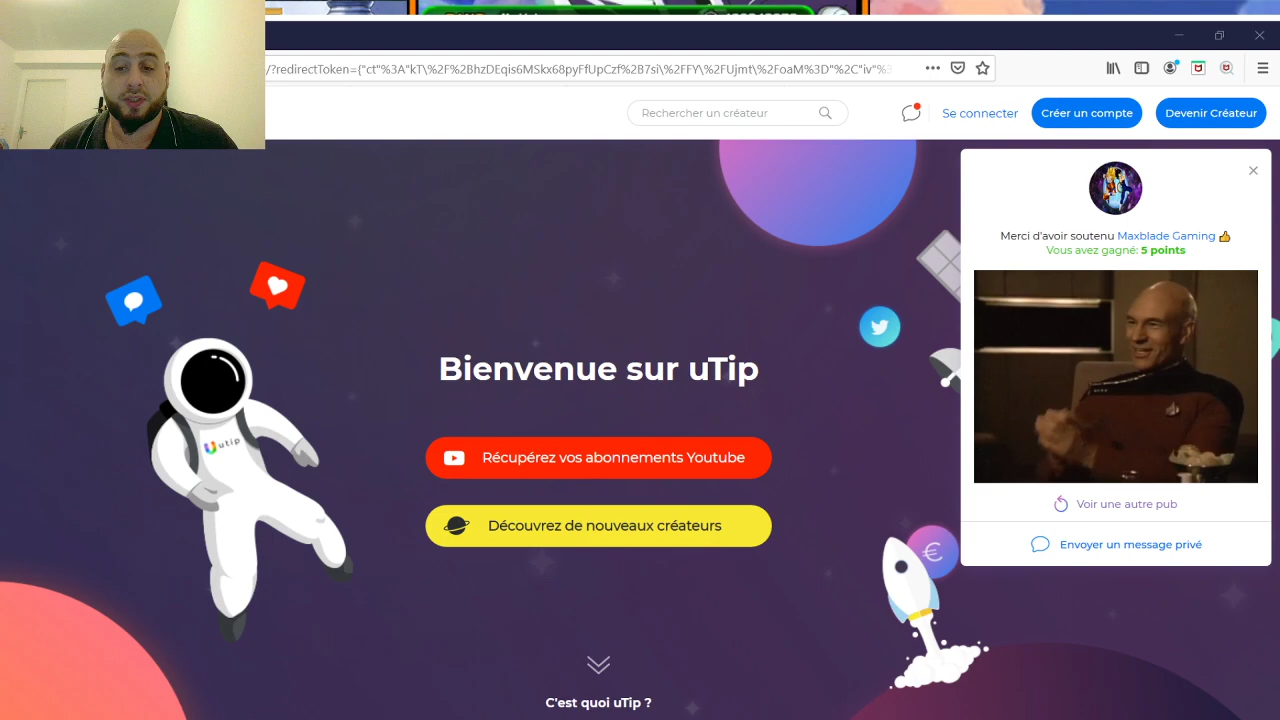 /?redirectToken={"ct"%3A"kT\%2F%2BhzDEqis6MSkx68pyFfUpCzf%2B7si\%2FFY\%2FUjmt\%2FoaM%3D"%2C"iv"%3
Rechercher un créateur
Se connecter
Créer un compte
Devenir Créateur
Merci d'avoir soutenu Maxblade Gaming 👍
Vous avez gagné: 5 points
utip
Bienvenue sur uTip
Récupérez vos abonnements Youtube
Découvrez de nouveaux créateurs
€
Voir une autre pub
Envoyer un message privé
C'est quoi uTip ?